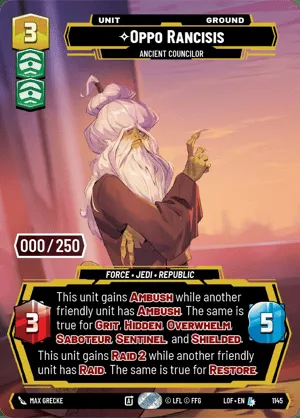 UNIT
GROUND
3
✧OPPO RANCISIS
ANCIENT COUNCILOR
000/250
FORCE • JEDI • REPUBLIC
3
5
This unit gains AMBUSH while another
friendly unit has AMBUSH. The same is
true for GRIT, HIDDEN, OVERWHELM,
SABOTEUR, SENTINEL, and SHIELDED.
This unit gains RAID 2 while another friendly
unit has RAID. The same is true for RESTORE.
MAX GRECKE
© LFL © FFG
LOF • EN
1145